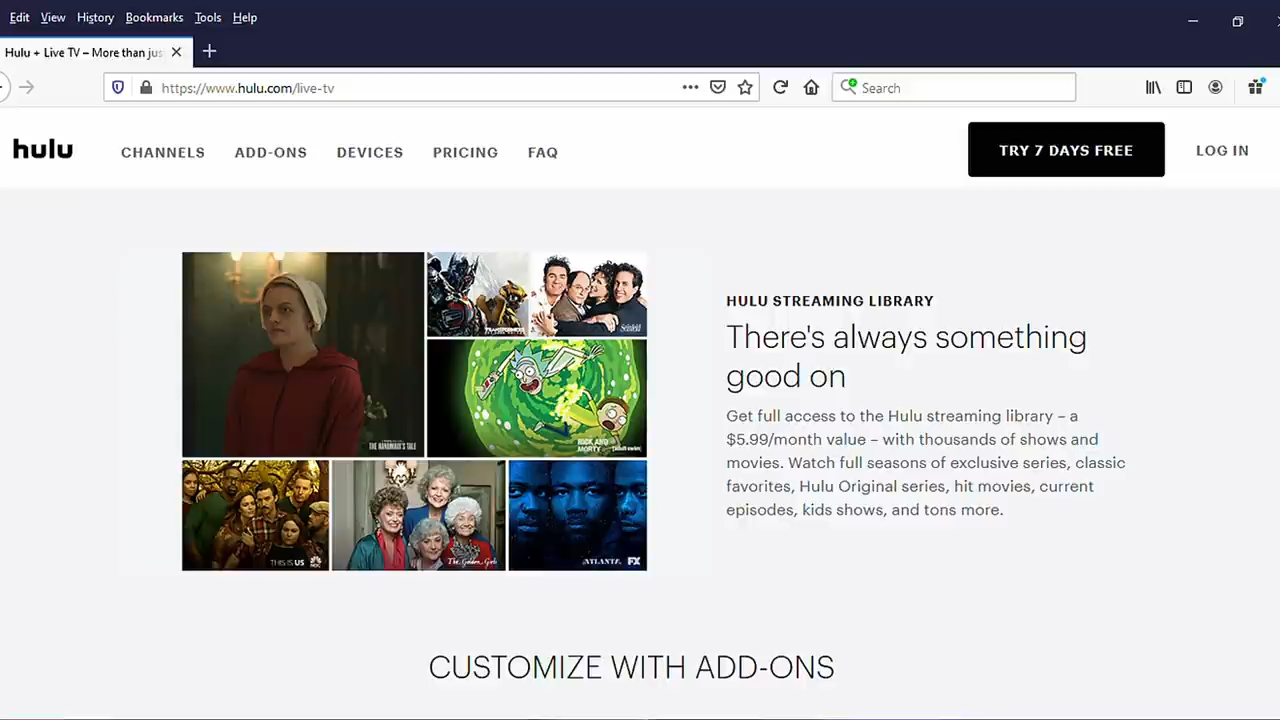 Edit View History Bookmarks Tools Help
Hulu + Live TV – More than jus
https://www.hulu.com/live-tv
Search
hulu
CHANNELS ADD-ONS DEVICES PRICING FAQ
TRY 7 DAYS FREE
LOG IN
TRANSFORMERS
Seinfeld
HULU STREAMING LIBRARY
There's always something
good on
THE HANDMAID'S TALE
RICK AND
MORTY [adult swim]
Get full access to the Hulu streaming library – a
$5.99/month value – with thousands of shows and
movies. Watch full seasons of exclusive series, classic
favorites, Hulu Original series, hit movies, current
episodes, kids shows, and tons more.
THIS IS US NBC
The Golden Girls
ATLANTA FX
CUSTOMIZE WITH ADD-ONS